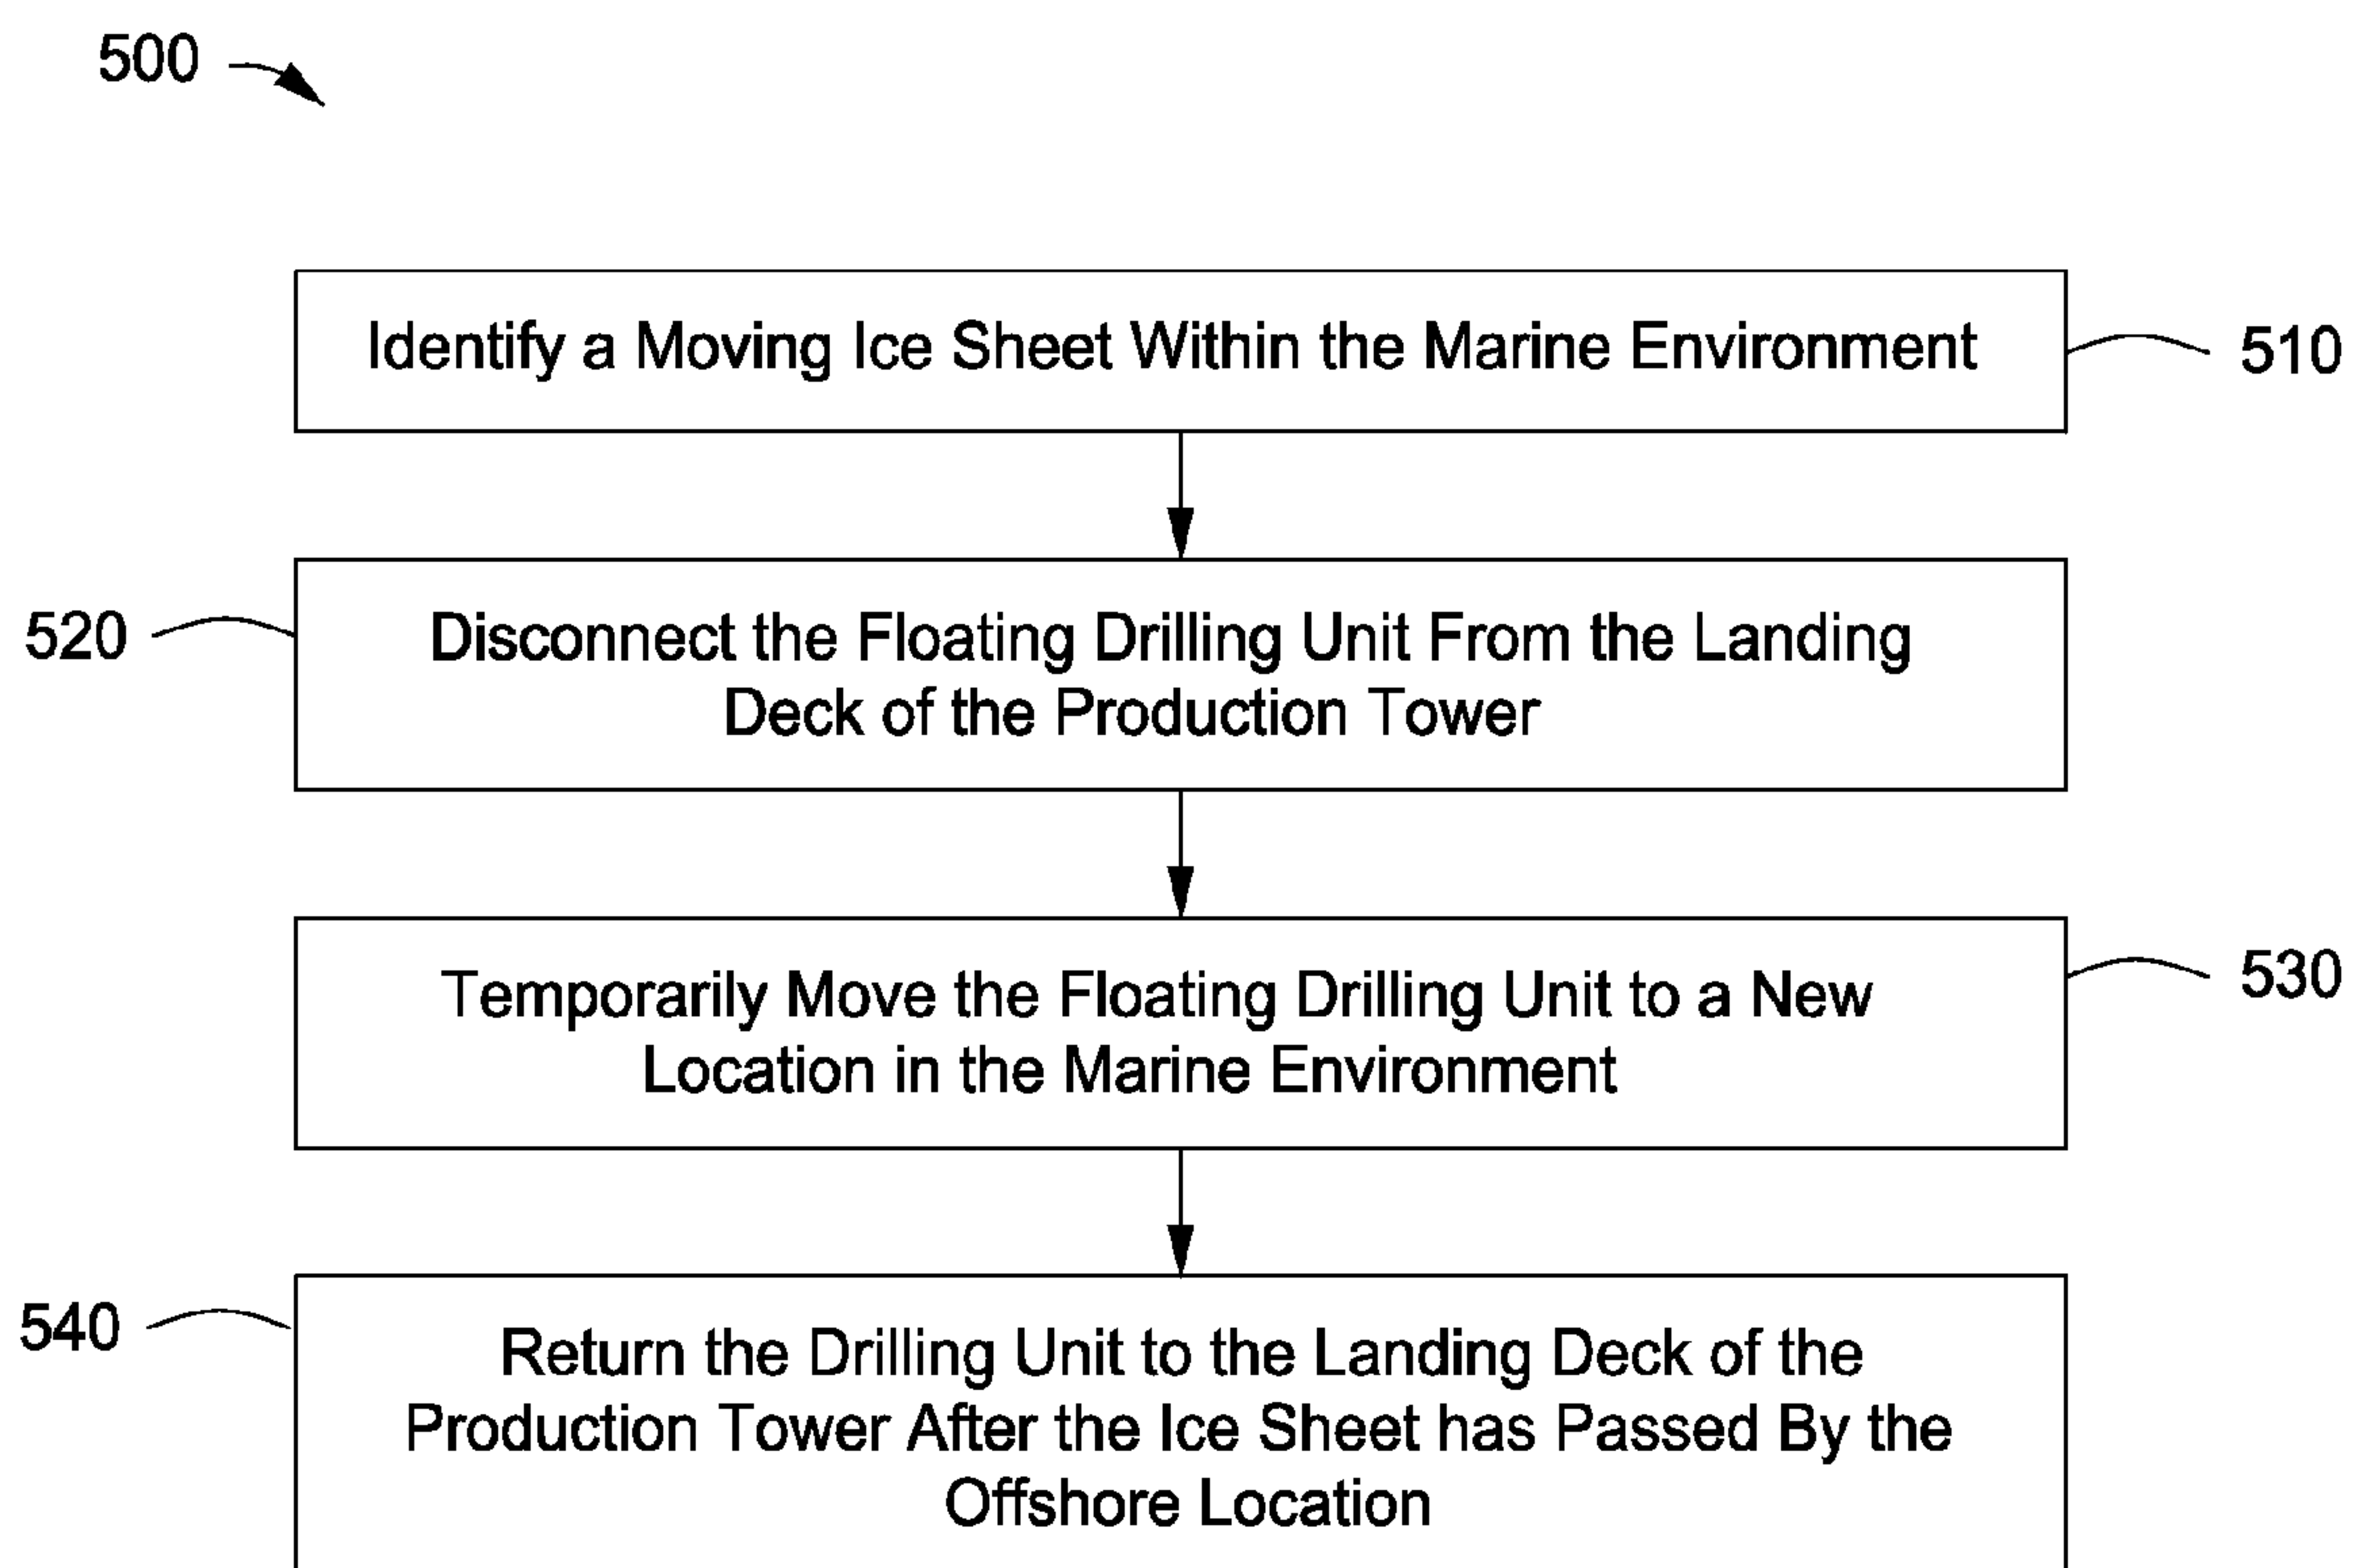 500
Identify a Moving Ice Sheet Within the Marine Environment
510
520
Disconnect the Floating Drilling Unit From the Landing
Deck of the Production Tower
Temporarily Move the Floating Drilling Unit to a New
Location in the Marine Environment
530
540
Return the Drilling Unit to the Landing Deck of the
Production Tower After the Ice Sheet has Passed By the
Offshore Location